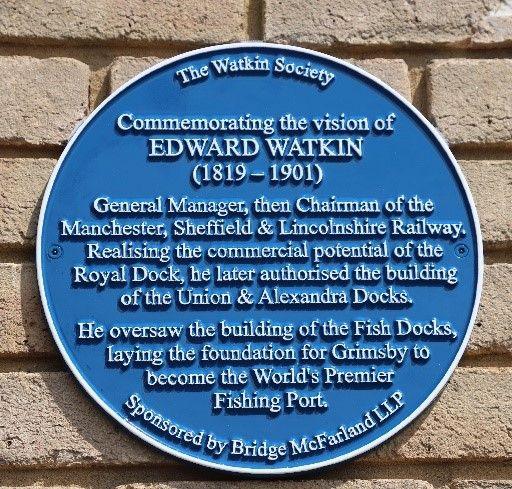 The Watkin Society
Commemorating the vision of
EDWARD WATKIN
(1819 – 1901)
General Manager, then Chairman of the
Manchester, Sheffield & Lincolnshire Railway.
Realising the commercial potential of the
Royal Dock, he later authorised the building
of the Union & Alexandra Docks.
He oversaw the building of the Fish Docks,
laying the foundation for Grimsby to
become the World's Premier
Fishing Port.
Sponsored by Bridge McFarland LLP